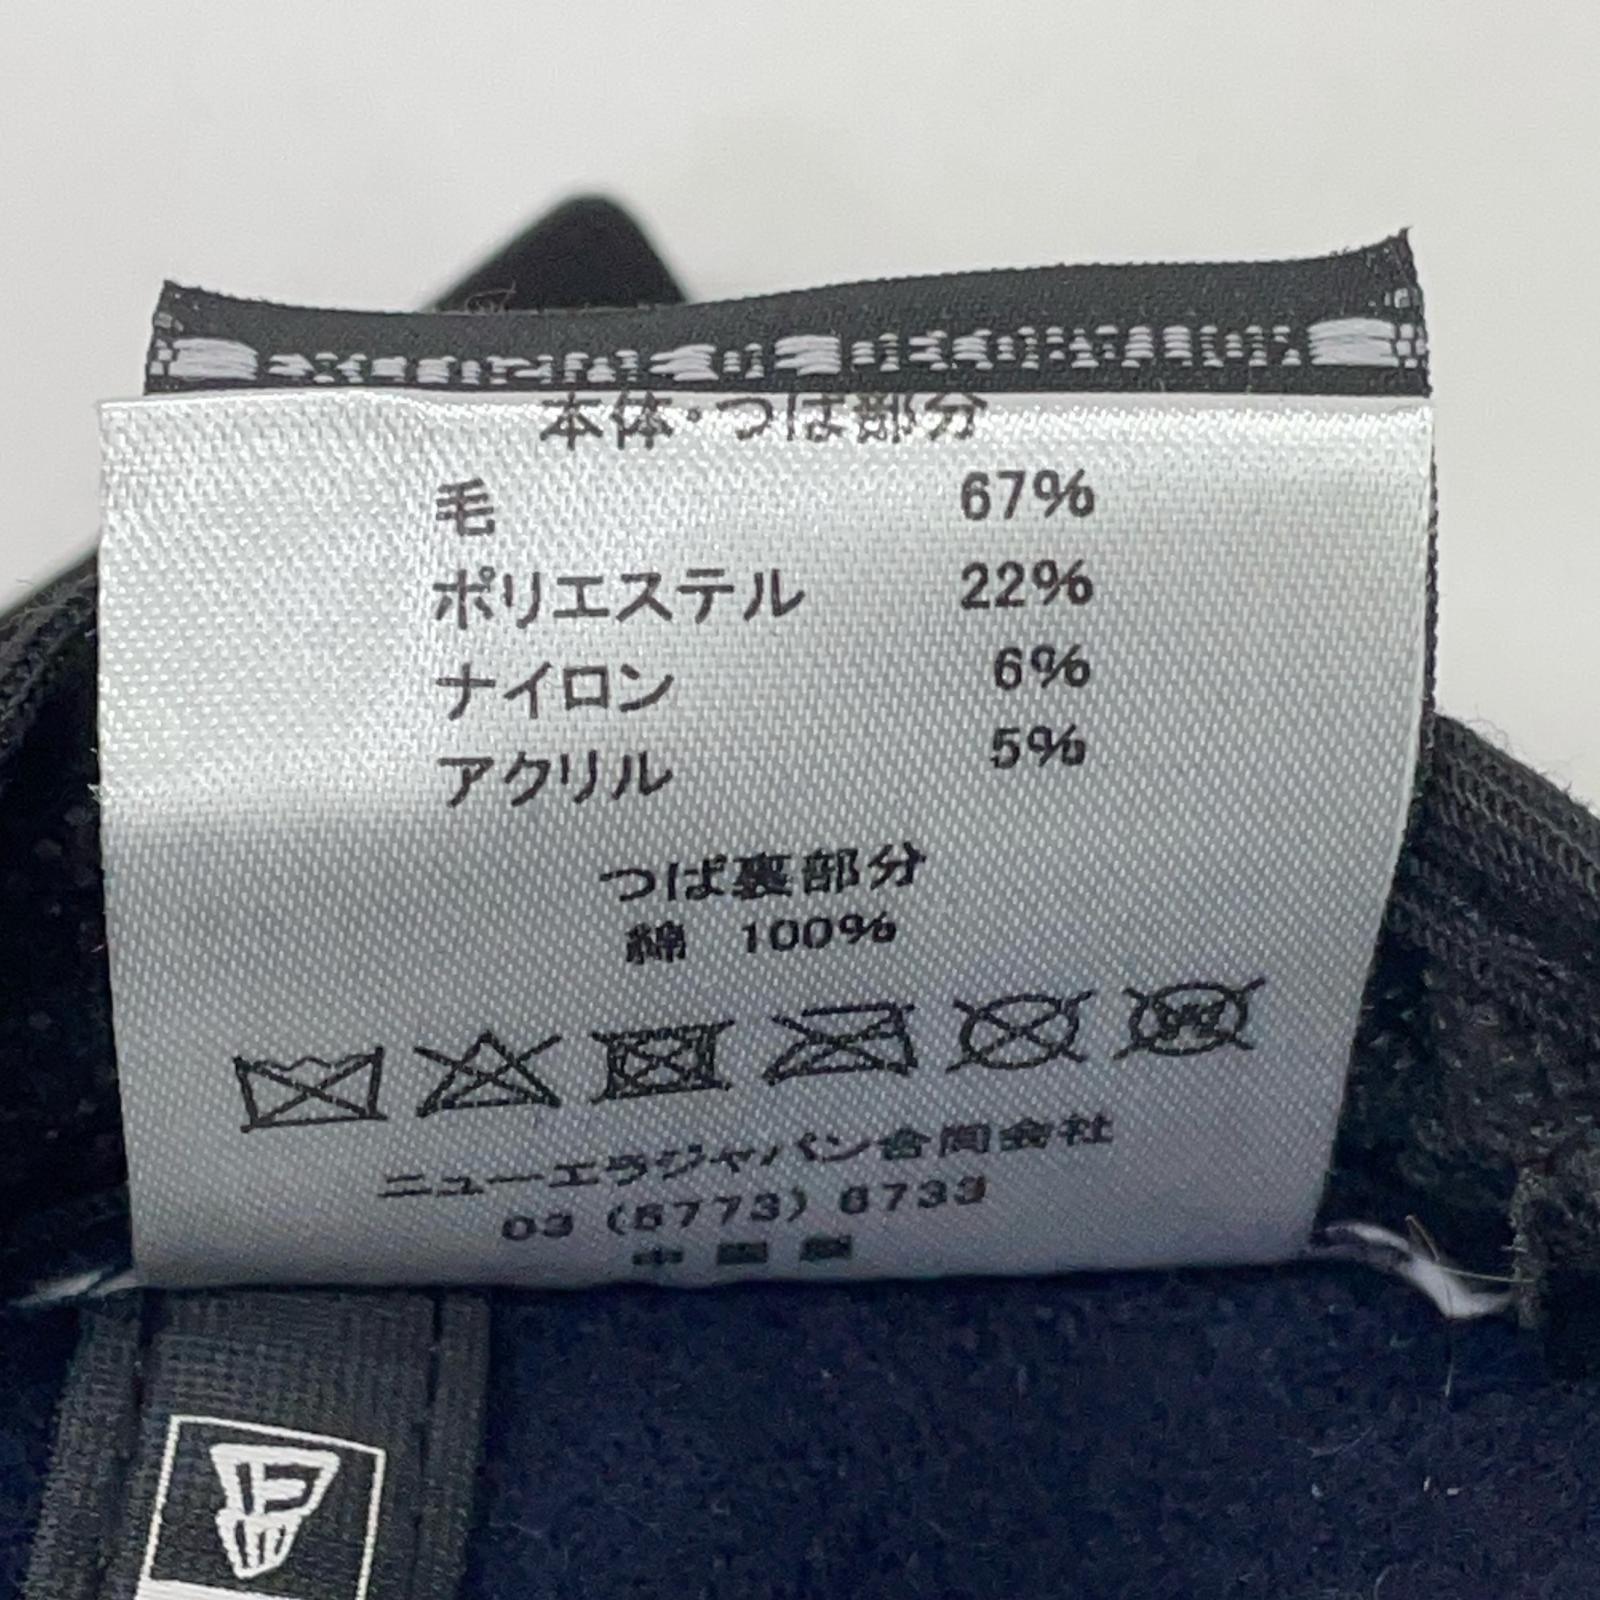 本体・つば部分
毛 67%
ポリエステル 22%
ナイロン 6%
アクリル 5%
つば裏部分
綿 100%
ニューエラジャパン合同会社
03 (5773) 6733
中国製